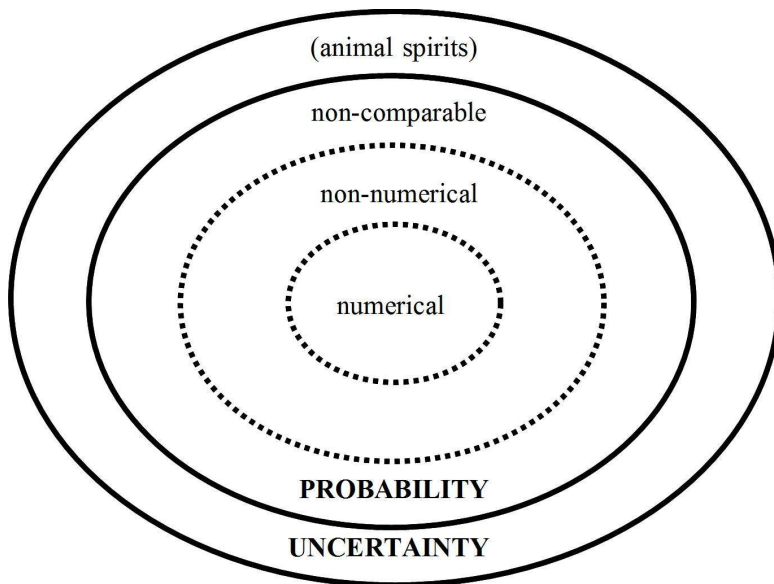 (animal spirits)
non-comparable
non-numerical
numerical
PROBABILITY
UNCERTAINTY